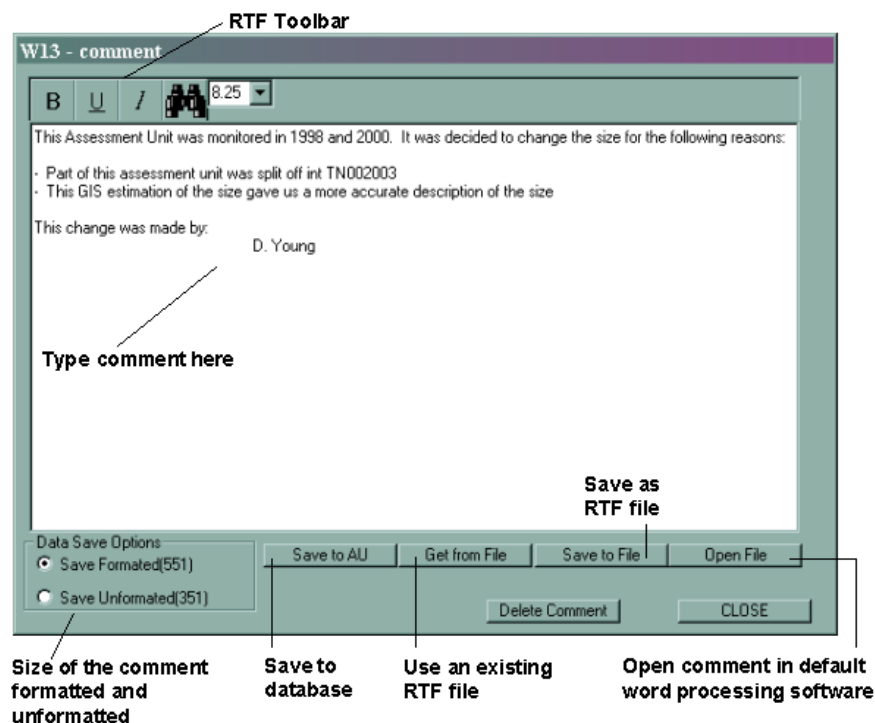 RTF Toolbar
W13 - comment
B U I 8.25
This Assessment Unit was monitored in 1998 and 2000. It was decided to change the size for the following reasons:
- Part of this assessment unit was split off int TN002003
- This GIS estimation of the size gave us a more accurate description of the size
This change was made by:
D. Young
Type comment here
Save as
RTF file
Data Save Options
Save Formated(551)
Save Unformated(351)
Save to AU
Get from File
Save to File
Open File
Delete Comment
CLOSE
Size of the comment
formatted and
unformatted
Save to
database
Use an existing
RTF file
Open comment in default
word processing software